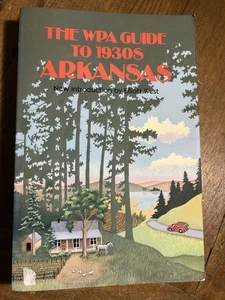 THE WPA GUIDE
TO 1930S
ARKANSAS
New introduction by Elliott West